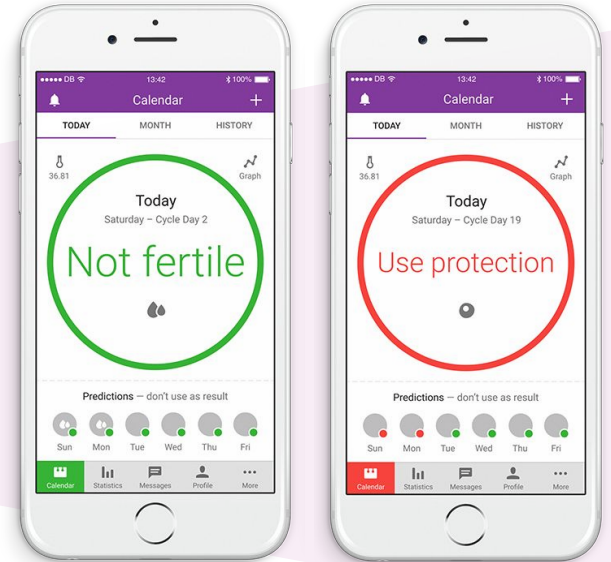 DB 13:42 100%
Calendar
TODAY MONTH HISTORY
36.81 Graph
Today
Saturday – Cycle Day 2
Not fertile
Predictions — don't use as result
Sun Mon Tue Wed Thu Fri
Calendar Statistics Messages Profile More
DB 13:42 100%
Calendar
TODAY MONTH HISTORY
36.81 Graph
Today
Saturday – Cycle Day 19
Use protection
Predictions — don't use as result
Sun Mon Tue Wed Thu Fri
Calendar Statistics Messages Profile More